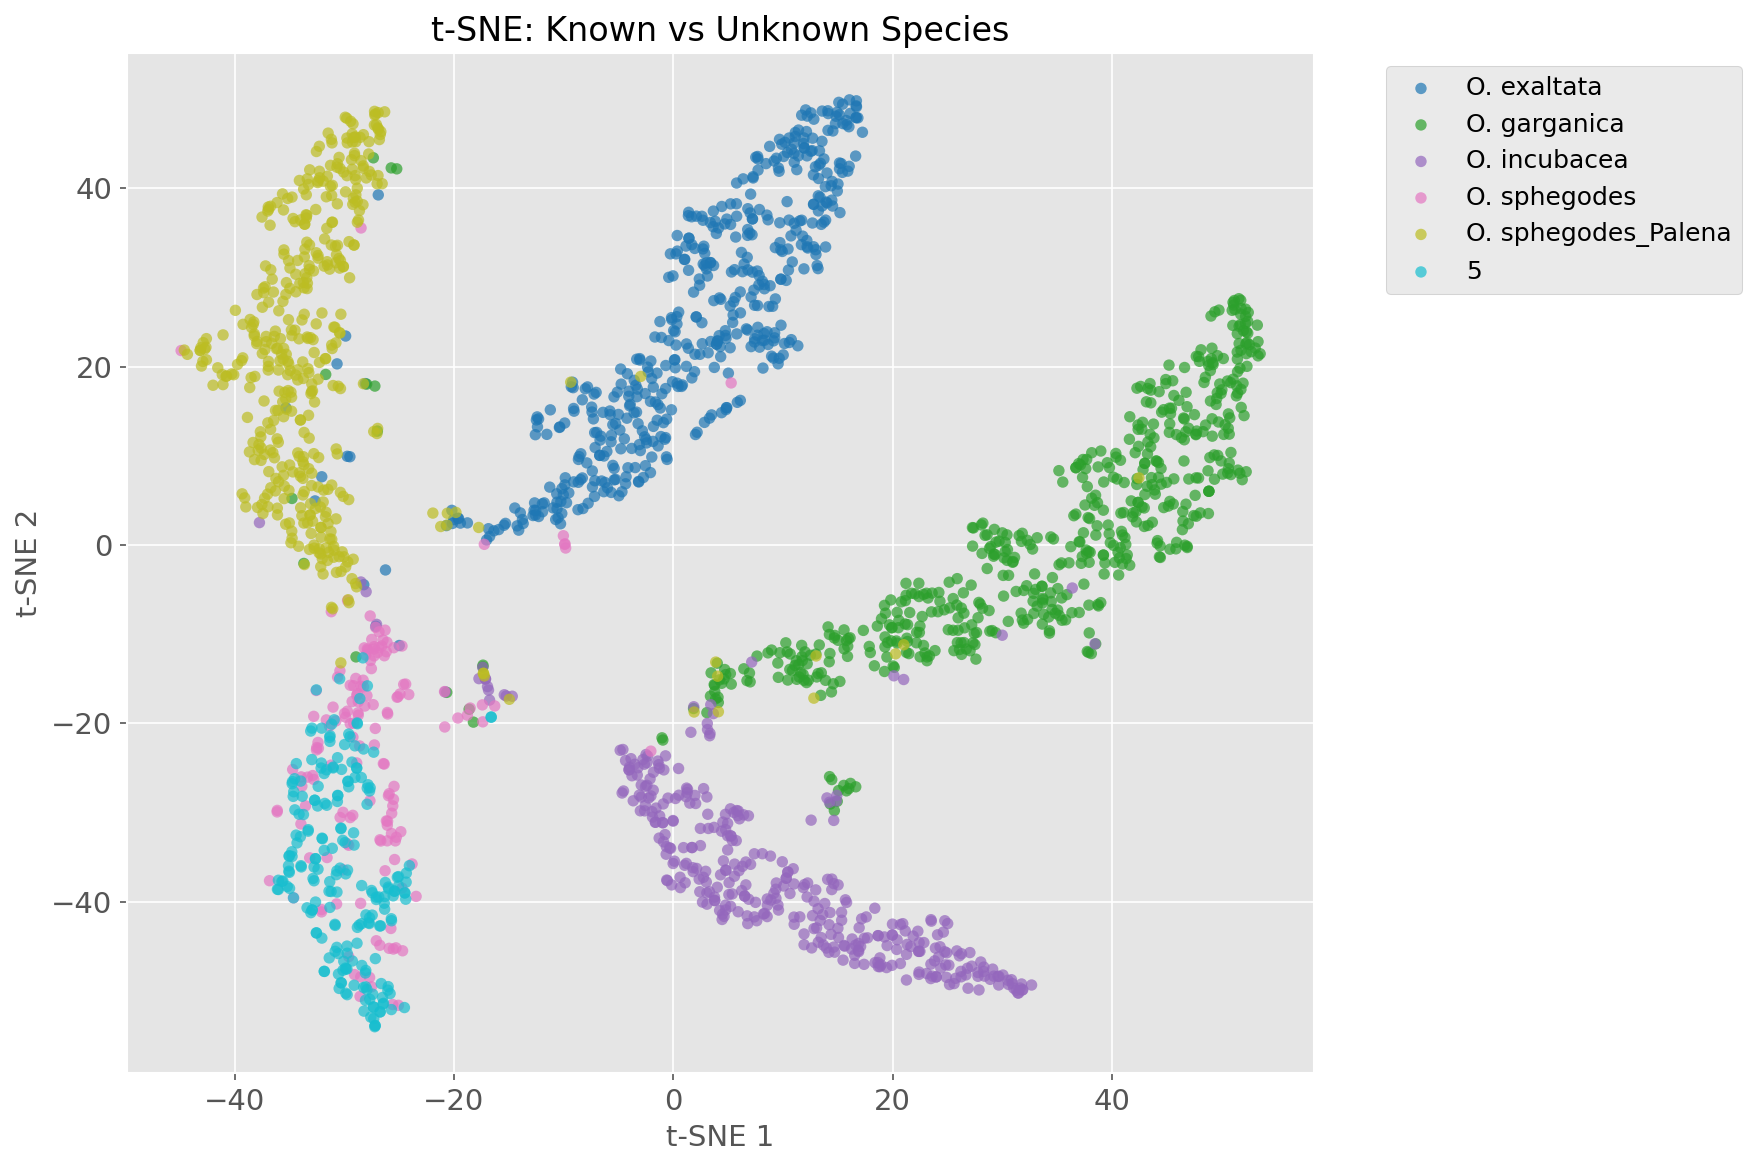 t-SNE: Known vs Unknown Species
O. exaltata
O. garganica
O. incubacea
O. sphegodes
O. sphegodes_Palena
5
t-SNE 2
40
20
0
−20
−40
−40
−20
0
20
40
t-SNE 1